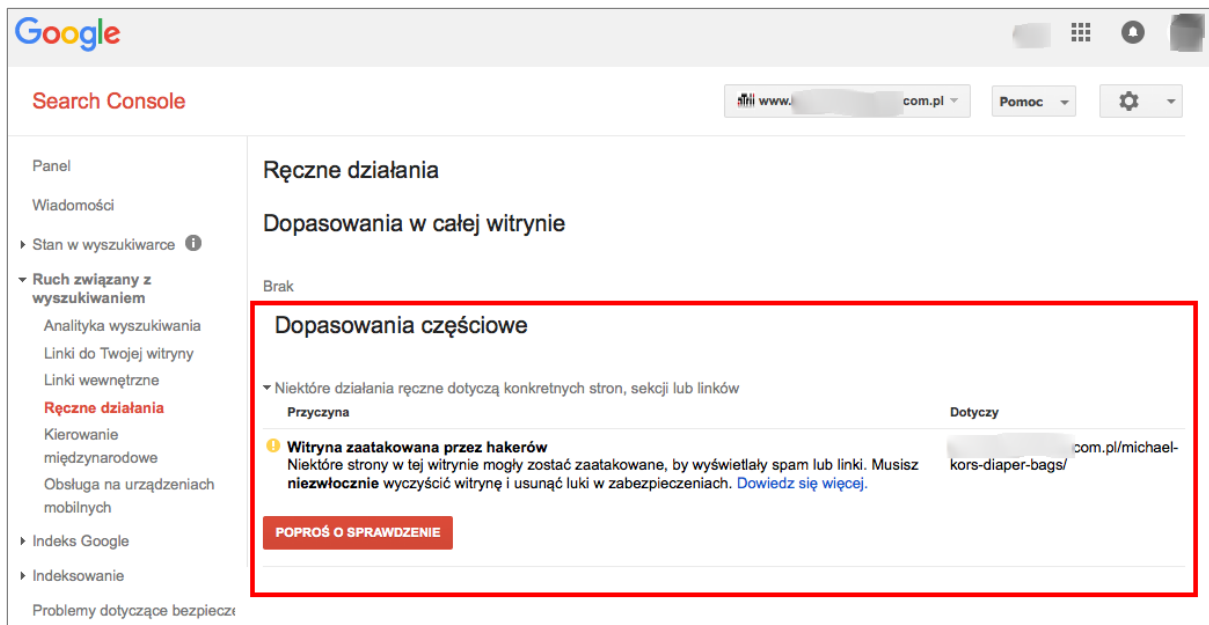 Google
Search Console
www.
com.pl
Pomoc
Panel
Wiadomości
Stan w wyszukiwarce
Ruch związany z
wyszukiwaniem
Analityka wyszukiwania
Linki do Twojej witryny
Linki wewnętrzne
Ręczne działania
Kierowanie
międzynarodowe
Obsługa na urządzeniach
mobilnych
Indeks Google
Indeksowanie
Problemy dotyczące bezpiecze
Ręczne działania
Dopasowania w całej witrynie
Brak
Dopasowania częściowe
Niektóre działania ręczne dotyczą konkretnych stron, sekcji lub linków
Przyczyna
Dotyczy
Witryna zaatakowana przez hakerów
Niektóre strony w tej witrynie mogły zostać zaatakowane, by wyświetlały spam lub linki. Musisz
niezwłocznie wyczyścić witrynę i usunąć luki w zabezpieczeniach. Dowiedz się więcej.
com.pl/michael-
kors-diaper-bags/
POPROŚ O SPRAWDZENIE